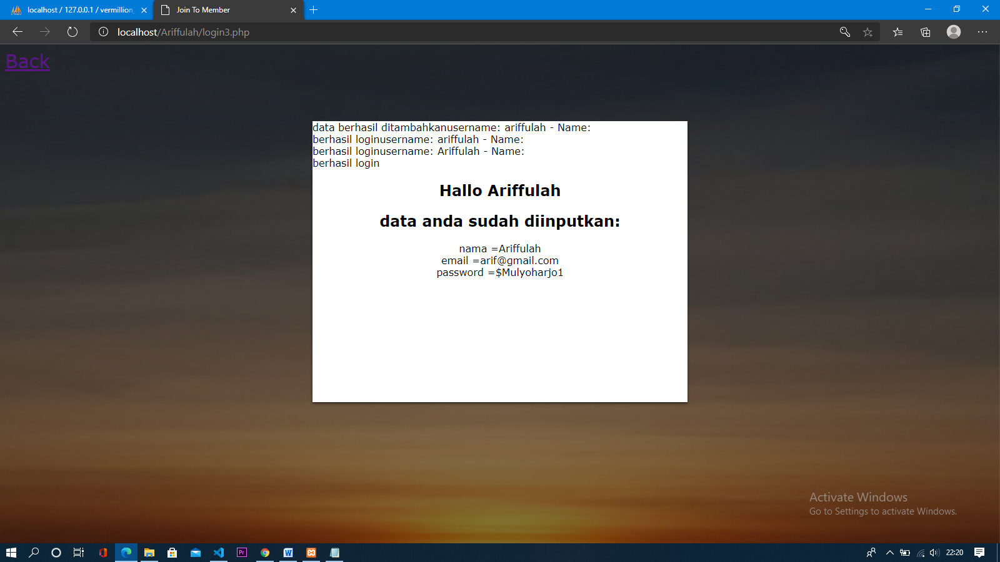 localhost / 127.0.0.1 / vermillion_
Join To Member
localhost/Ariffulah/login3.php
Back
data berhasil ditambahkanusername: ariffulah - Name:
berhasil loginusername: ariffulah - Name:
berhasil loginusername: Ariffulah - Name:
berhasil login
Hallo Ariffulah
data anda sudah diinputkan:
nama =Ariffulah
email =arif@gmail.com
password =$Mulyoharjo1
Activate Windows
Go to Settings to activate Windows.
Pr
W
22:20